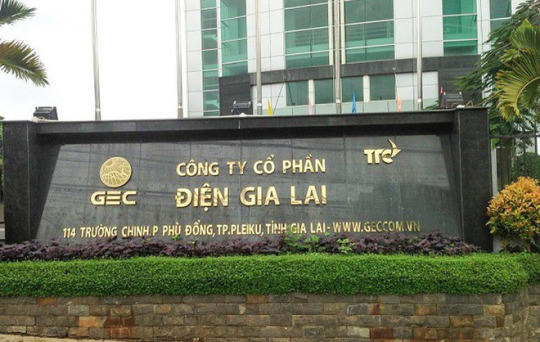 GEC
CÔNG TY CỔ PHẦN
ĐIỆN GIA LAI
TTC
114 TRƯỜNG CHINH.P PHÙ ĐỔNG,TP.PLEIKU,TỈNH GIA LAI-WWW.GECCOM.VN